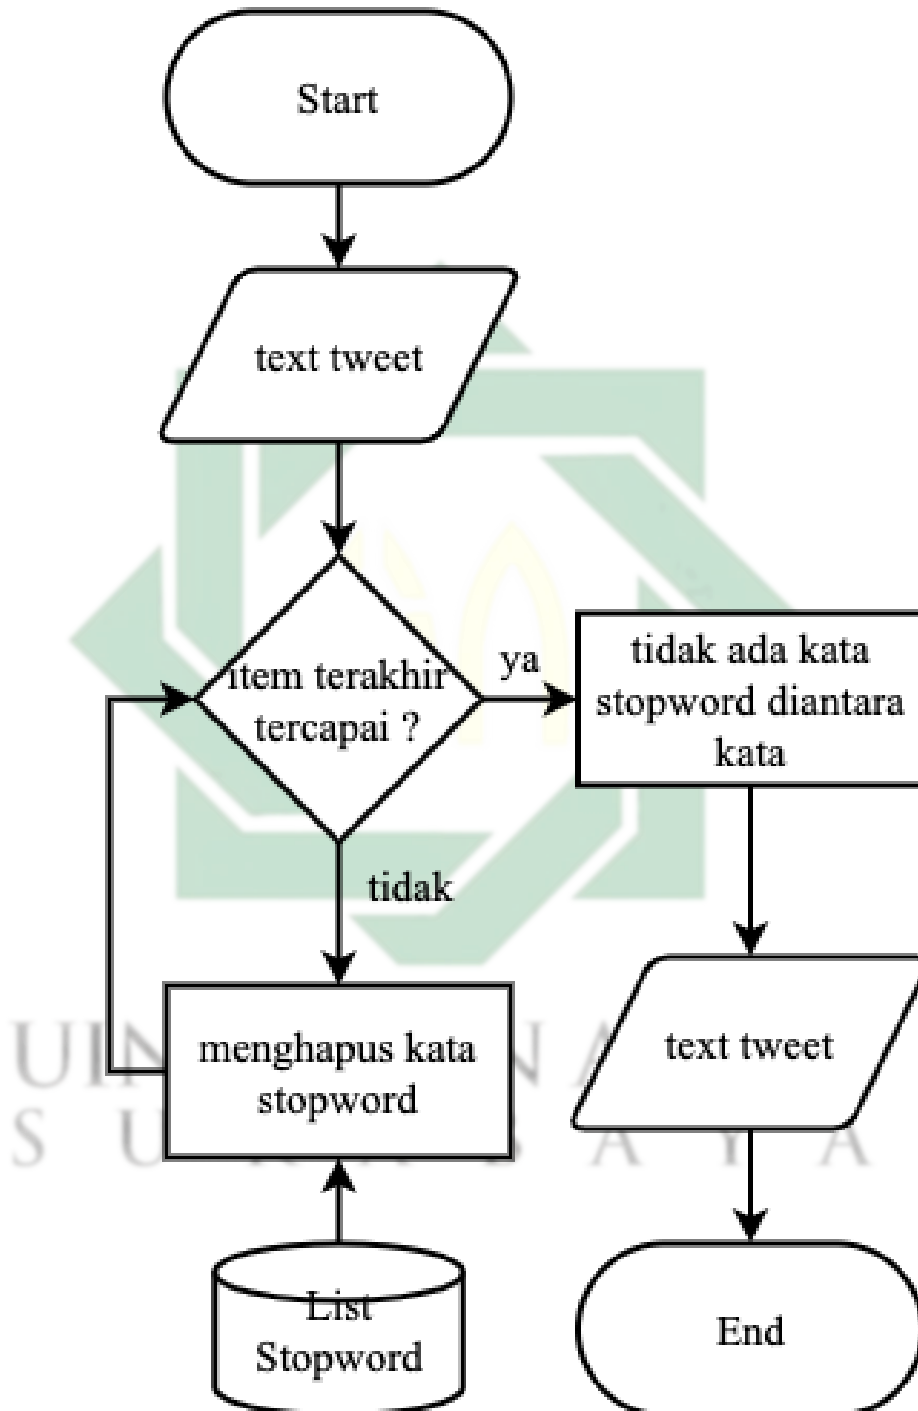 Start
text tweet
item terakhir
tercapai ?
ya
tidak ada kata
stopword diantara
kata
tidak
menghapus kata
stopword
List
Stopword
text tweet
End
UIN
S U
A Y A